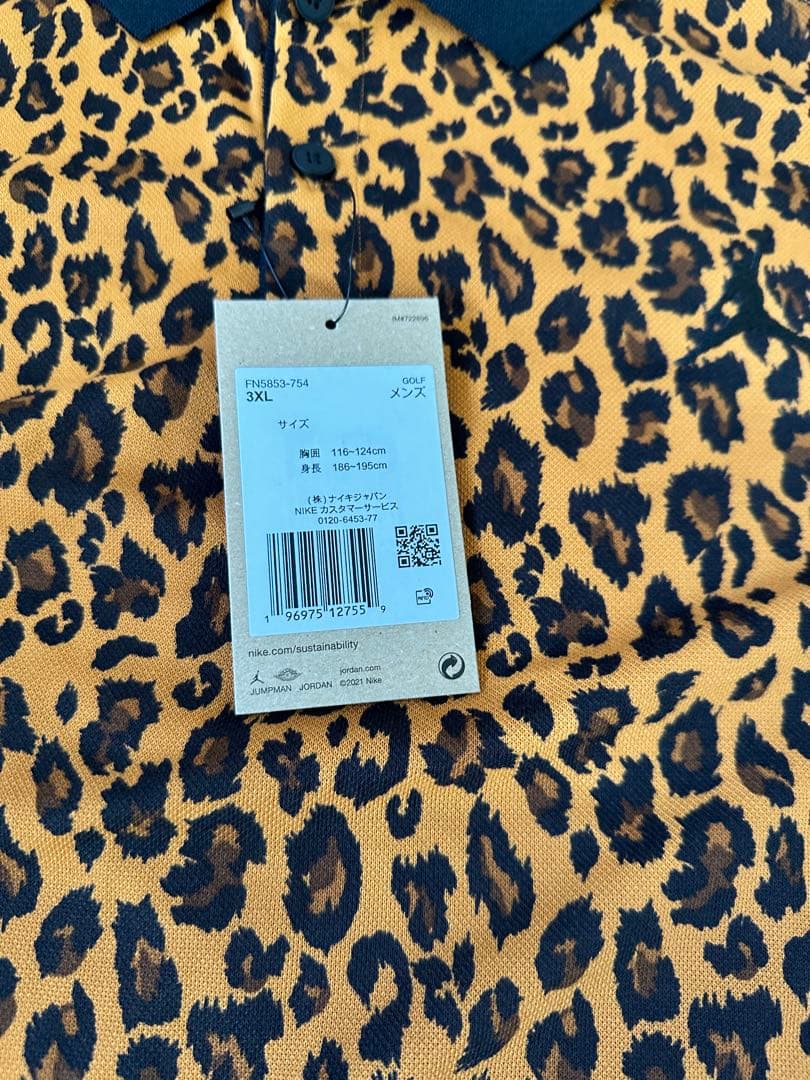 IM#722696
FN5853-754 GOLF
3XL メンズ
サイズ
胸囲 116~124cm
身長 186~195cm
(株)ナイキジャパン
NIKE カスタマーサービス
0120-6453-77
1 96975 12755 9
nike.com/sustainability
jordan.com
JUMPMAN JORDAN ©2021 Nike